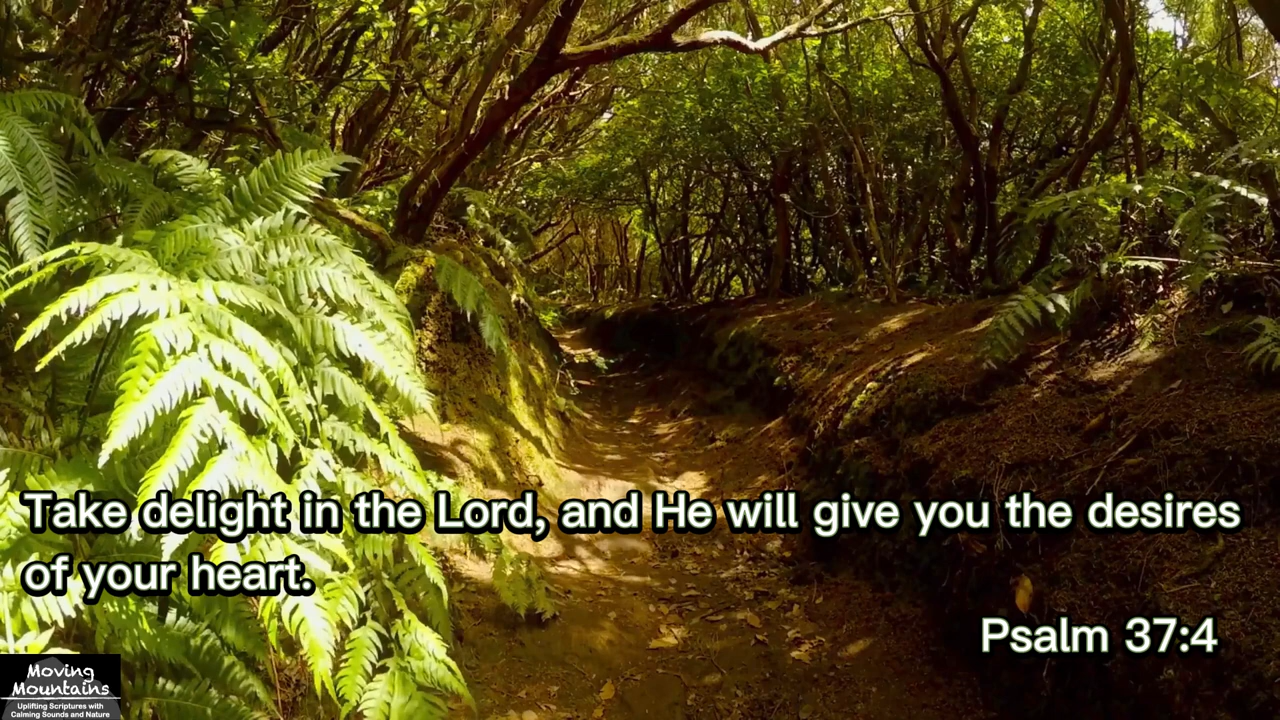 Take delight in the Lord, and He will give you the desires
of your heart.
Psalm 37:4
Moving
Mountains
Uplifting Scriptures with
Calming Sounds and Nature